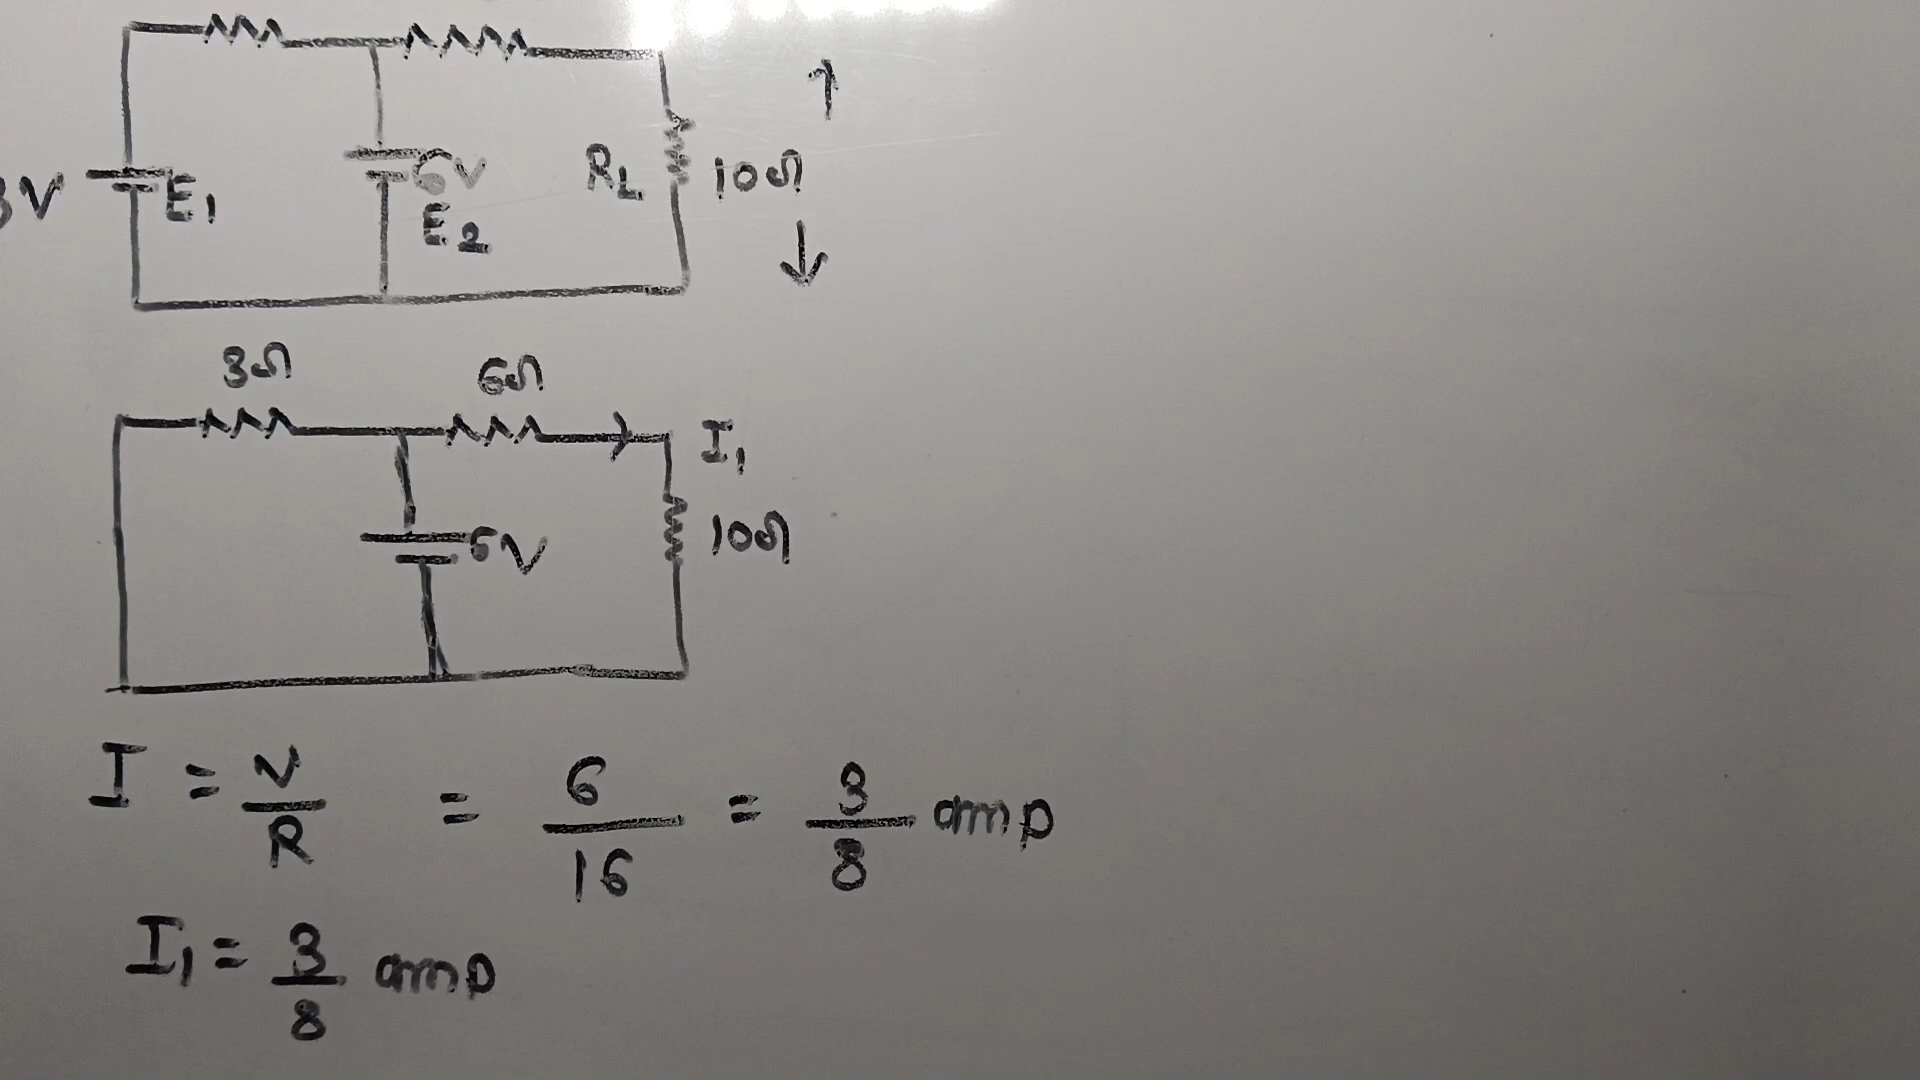 3V E₁ 6V E₂ R_L 10Ω
3Ω 6Ω
I₁
6V 10Ω
I = V/R = 6/16 = 3/8 amp
I₁ = 3/8 amp